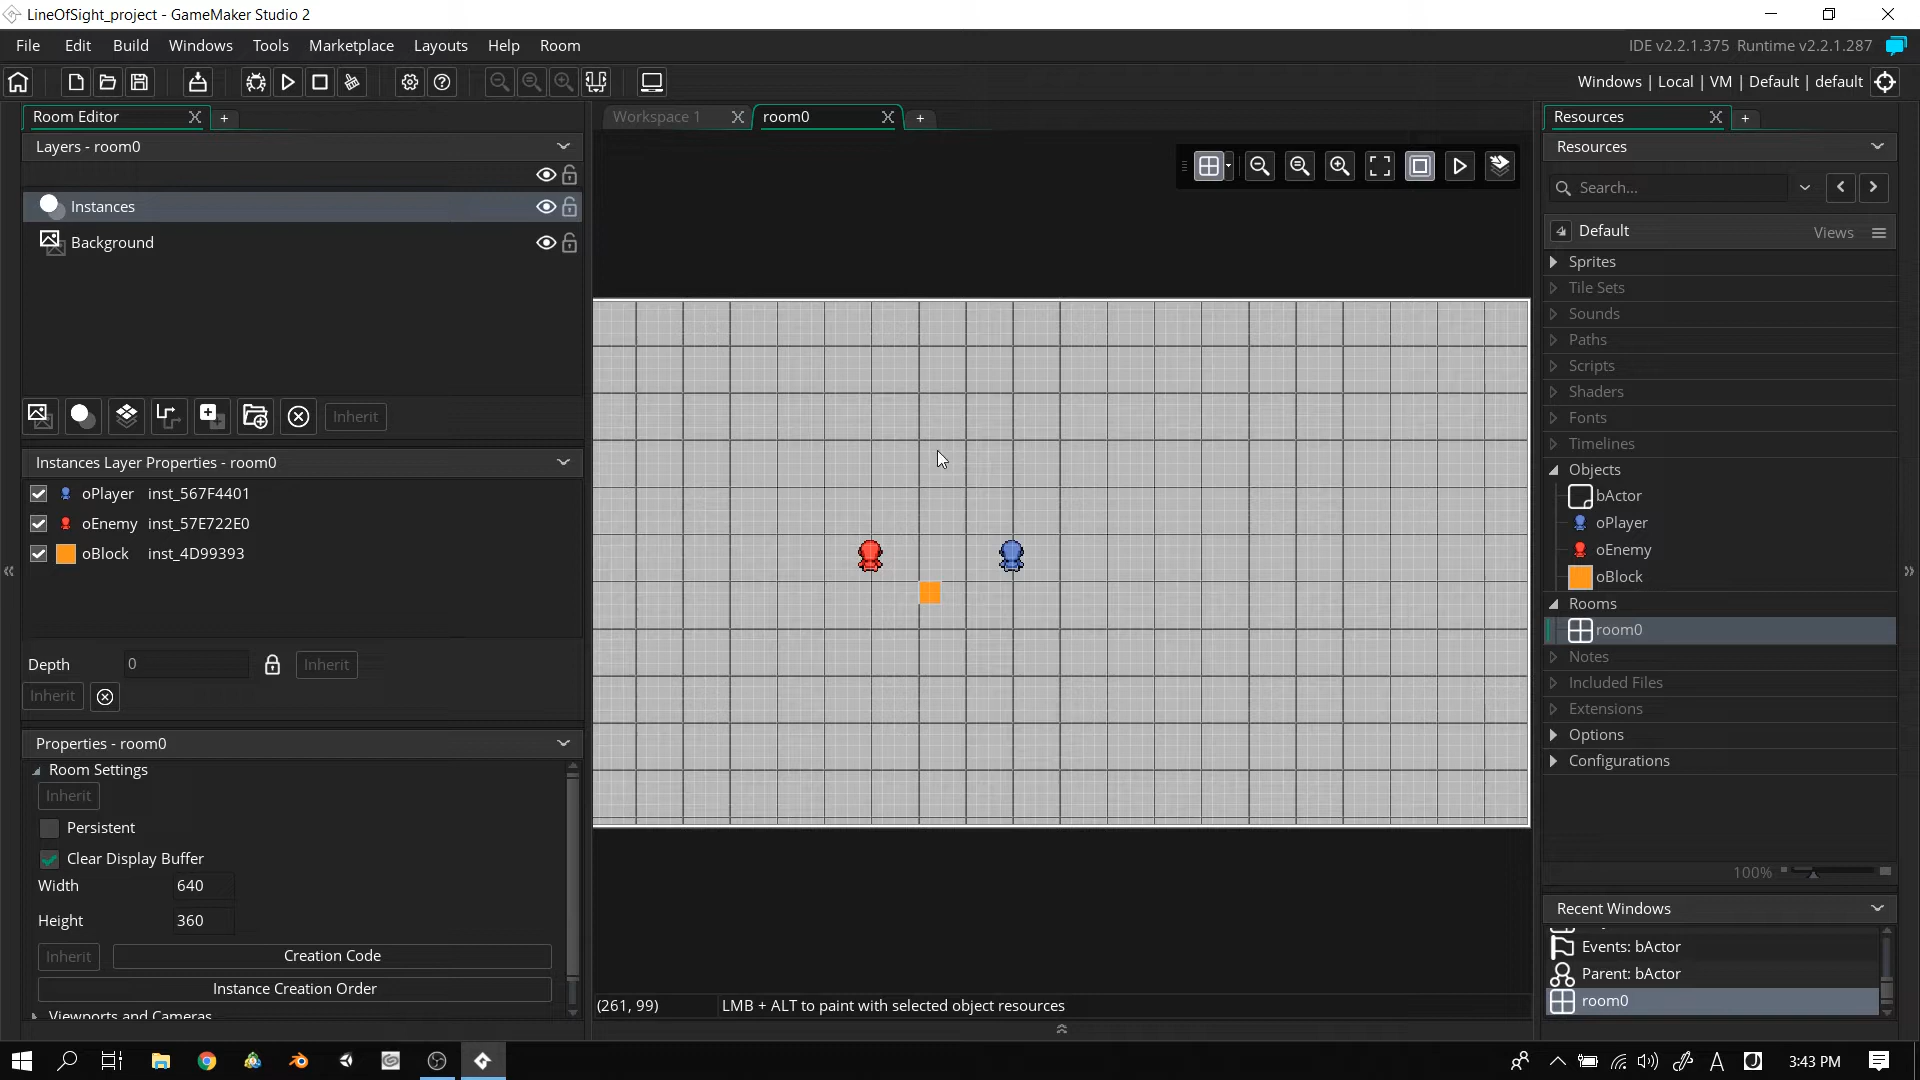 LineOfSight_project - GameMaker Studio 2
File Edit Build Windows Tools Marketplace Layouts Help Room
IDE v2.2.1.375 Runtime v2.2.1.287
Windows | Local | VM | Default | default
Room Editor
Layers - room0
Instances
Background
Inherit
Instances Layer Properties - room0
oPlayer inst_567F4401
oEnemy inst_57E722E0
oBlock inst_4D99393
Depth 0 Inherit
Inherit
Properties - room0
Room Settings
Inherit
Persistent
Clear Display Buffer
Width 640
Height 360
Inherit Creation Code
Instance Creation Order
Viewports and Cameras
Workspace 1
room0
(261, 99) LMB + ALT to paint with selected object resources
Resources
Resources
Search...
Default Views
Sprites
Tile Sets
Sounds
Paths
Scripts
Shaders
Fonts
Timelines
Objects
bActor
oPlayer
oEnemy
oBlock
Rooms
room0
Notes
Included Files
Extensions
Options
Configurations
100%
Recent Windows
Events: bActor
Parent: bActor
room0
3:43 PM